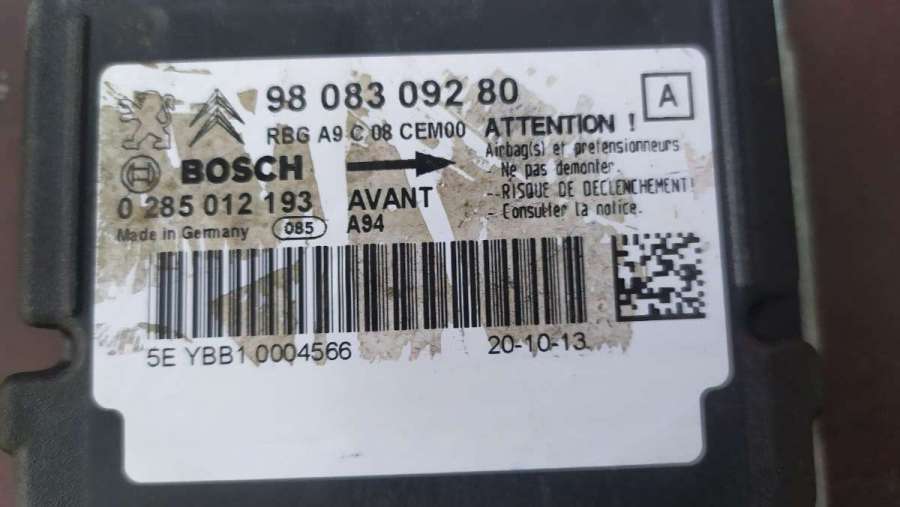 98 083 092 80
A
RBG A9 C 08 CEM00
ATTENTION !
Airbag(s) et pretensionneurs
- Ne pas demonter.
- RISQUE DE DECLENCHEMENT!
- Consulter la notice.
BOSCH
0 285 012 193
AVANT
A94
Made in Germany 085
5E YBB1 0004566
20-10-13